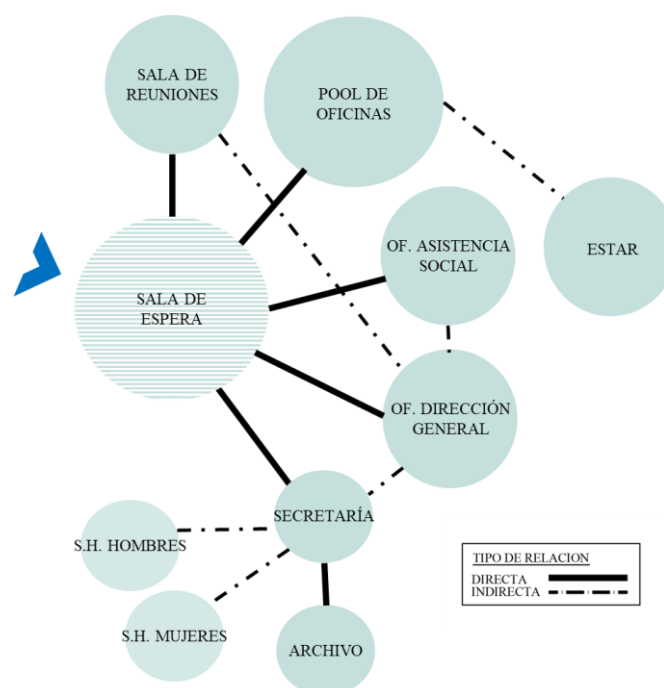 SALA DE
REUNIONES
POOL DE
OFICINAS
OF. ASISTENCIA
SOCIAL
ESTAR
SALA DE
ESPERA
OF. DIRECCIÓN
GENERAL
SECRETARÍA
S.H. HOMBRES
S.H. MUJERES
ARCHIVO
TIPO DE RELACION
DIRECTA
INDIRECTA